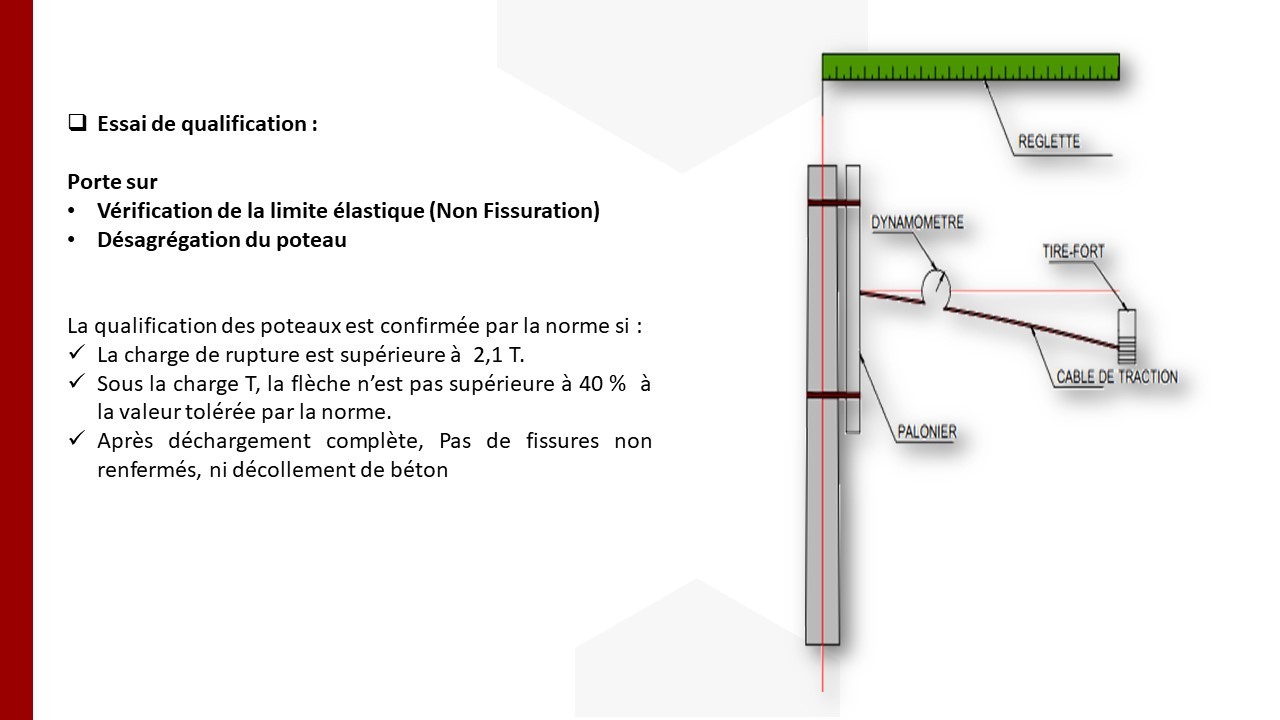 ❑ Essai de qualification :
Porte sur
• Vérification de la limite élastique (Non Fissuration)
• Désagrégation du poteau
La qualification des poteaux est confirmée par la norme si :
✓ La charge de rupture est supérieure à 2,1 T.
✓ Sous la charge T, la flèche n’est pas supérieure à 40 % à
la valeur tolérée par la norme.
✓ Après déchargement complète, Pas de fissures non
renfermés, ni décollement de béton
REGLETTE
DYNAMOMETRE
TIRE-FORT
CABLE DE TRACTION
PALONIER